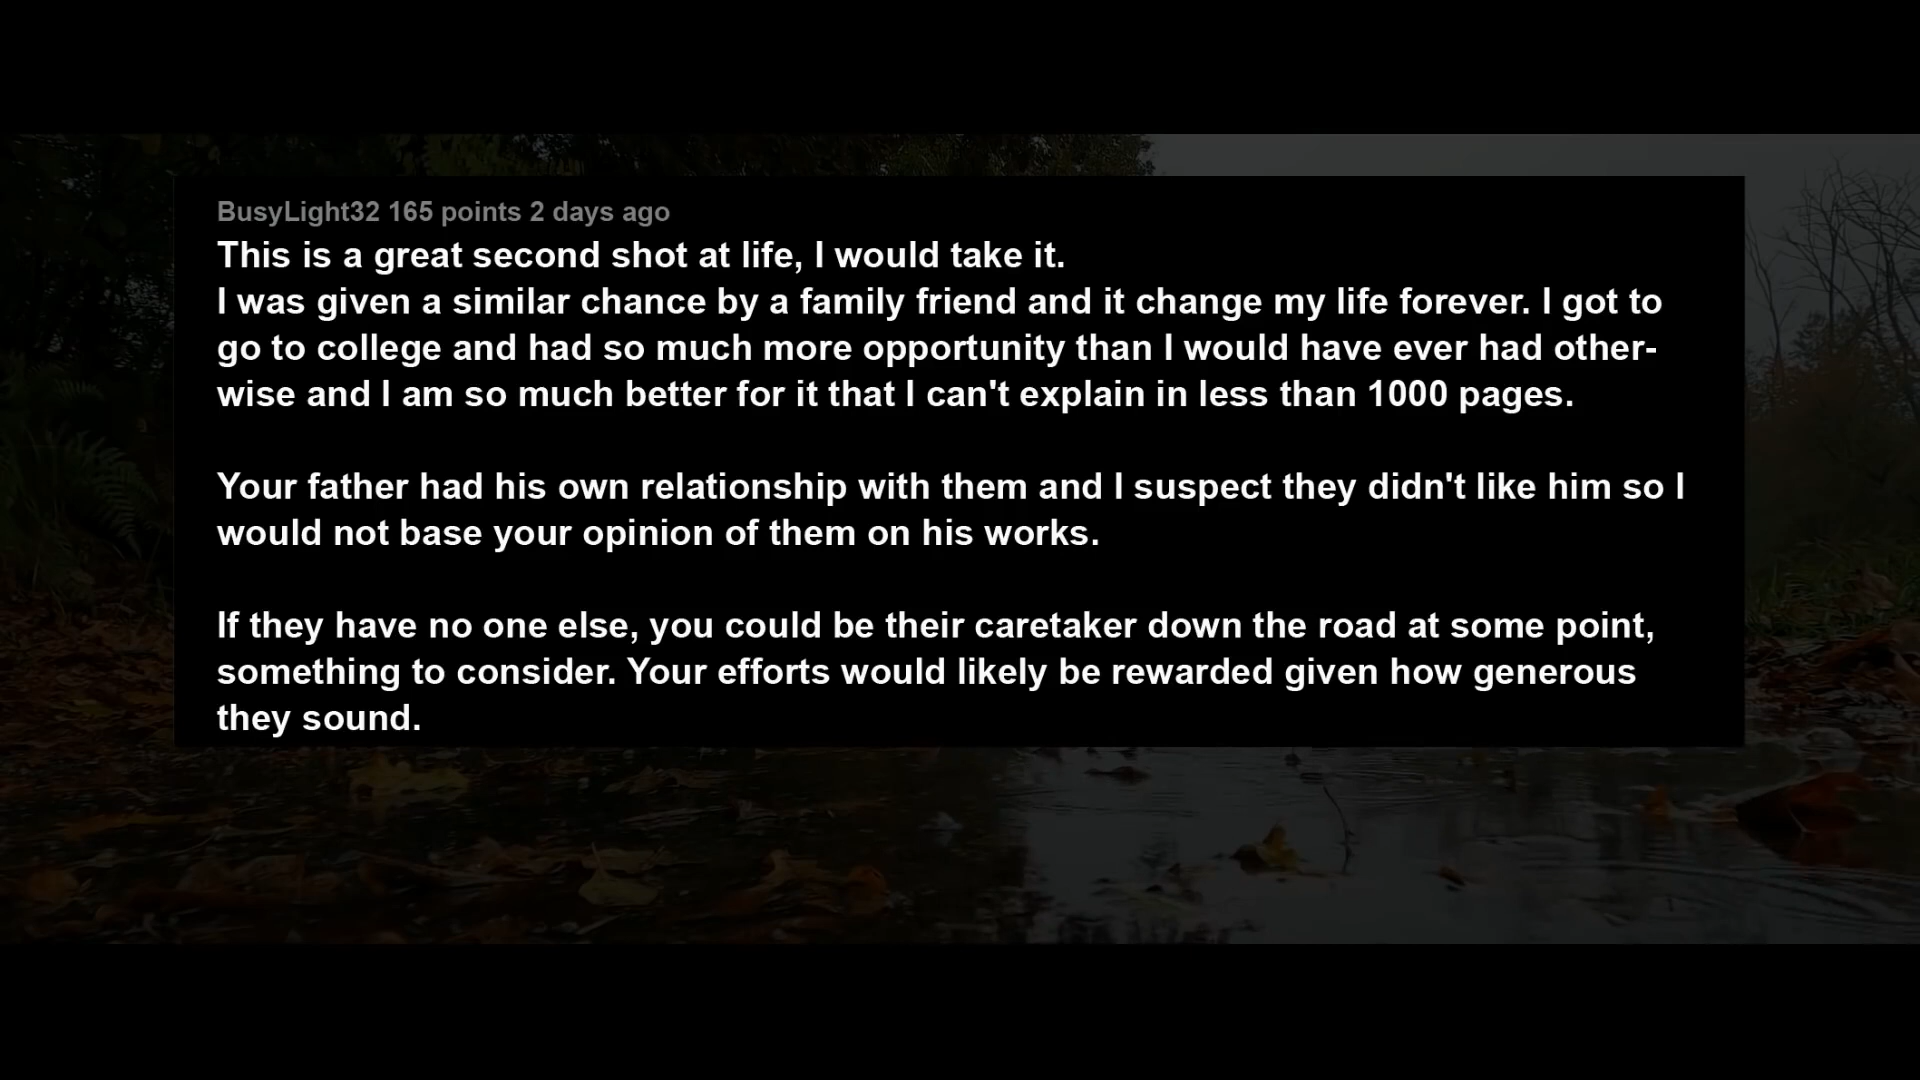 BusyLight32 165 points 2 days ago
This is a great second shot at life, I would take it.
I was given a similar chance by a family friend and it change my life forever. I got to
go to college and had so much more opportunity than I would have ever had other-
wise and I am so much better for it that I can't explain in less than 1000 pages.
Your father had his own relationship with them and I suspect they didn't like him so I
would not base your opinion of them on his works.
If they have no one else, you could be their caretaker down the road at some point,
something to consider. Your efforts would likely be rewarded given how generous
they sound.